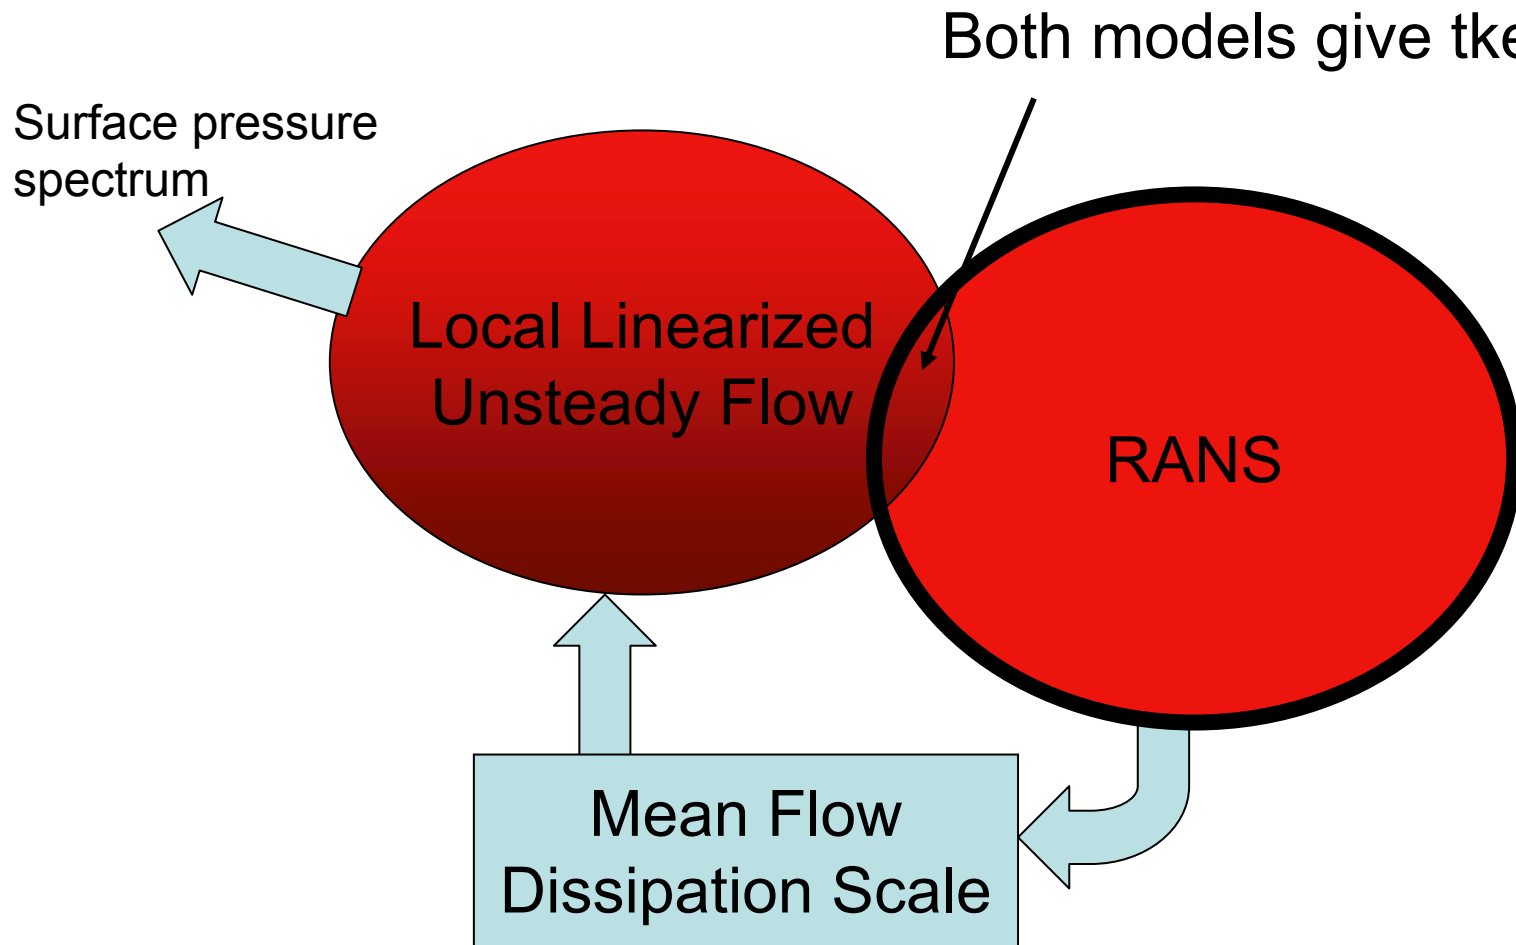 Both models give tke
Surface pressure
spectrum
Local Linearized
Unsteady Flow
RANS
Mean Flow
Dissipation Scale